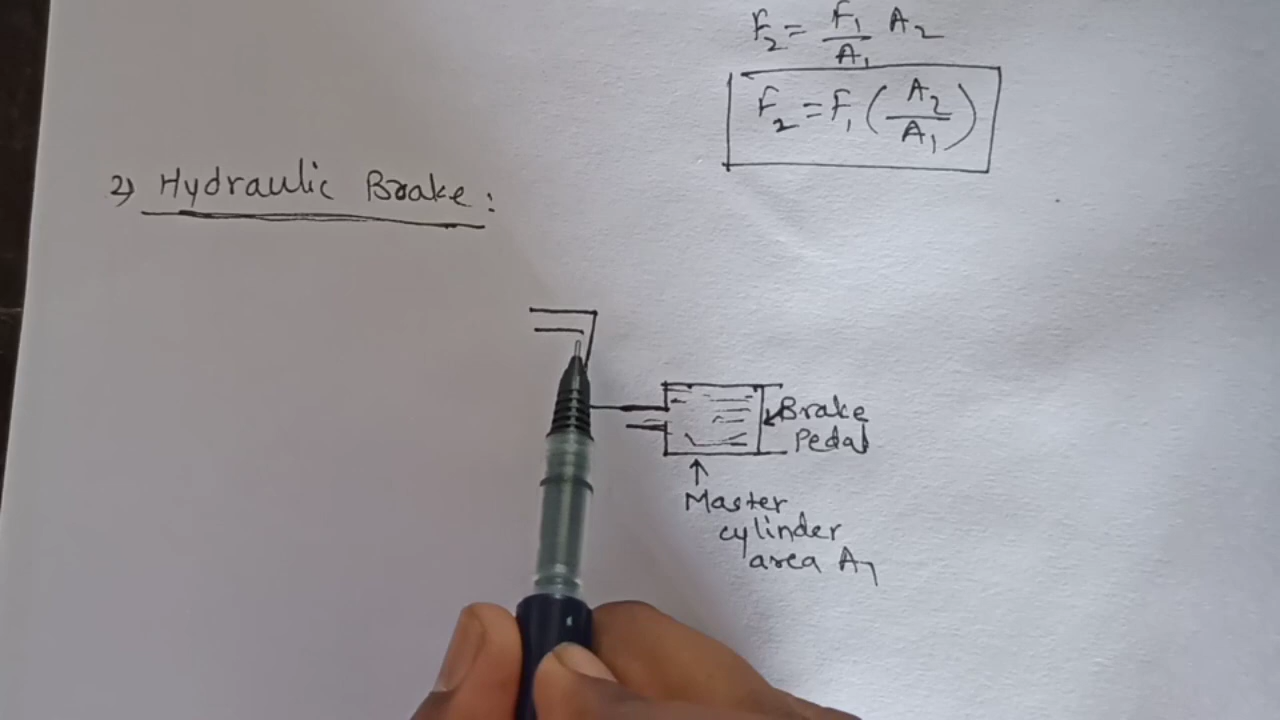 F₂ = F₁/A₁ A₂
F₂ = F₁ (A₂/A₁)
2) Hydraulic Brake:
Brake
Pedal
Master
cylinder
area A₁